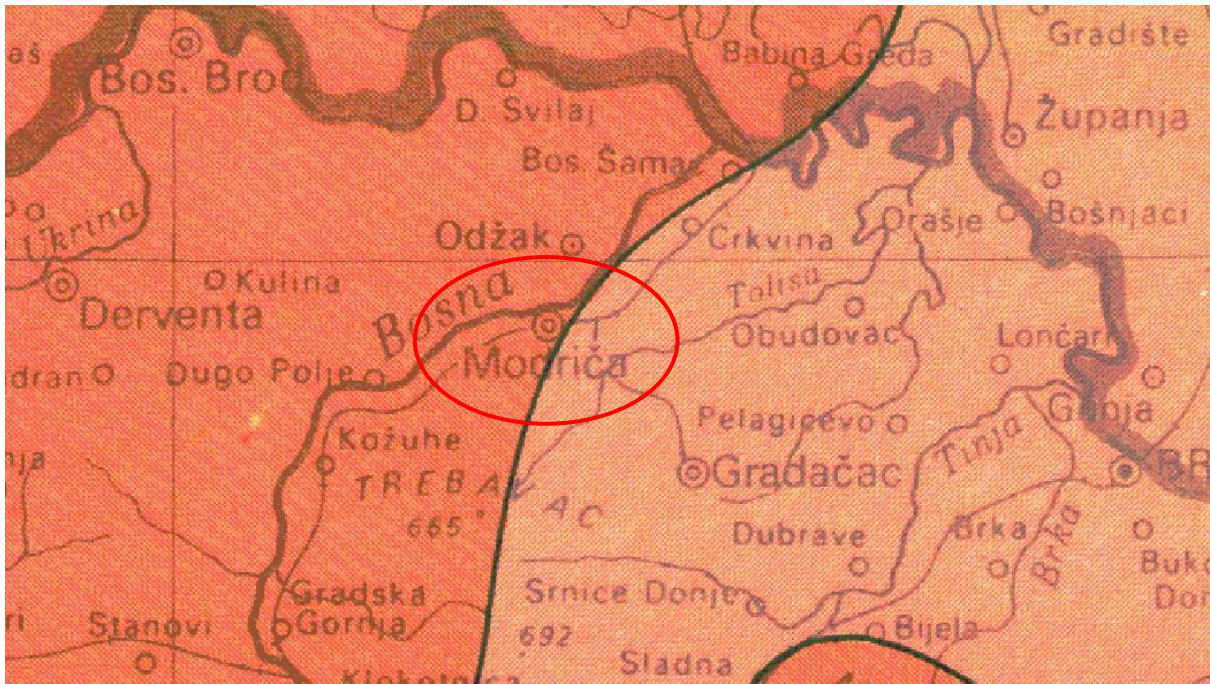 Gradište
Babina Greda
Bos. Brod
D. Svilaj
Županja
Bos. Šamac
Ukrina
Odžak
Crkvina
Orašje
Bošnjaci
Kulina
Bosna
Tolisa
Derventa
Obudovac
Lončari
Modriča
Dugo Polje
Pelagićevo
Gunja
Kožuhe
Tinja
TREBAVAC
Gradačac
665
Dubrave
Brka
Brka
Gradska
Gornja
Srnice Donje
Stanovi
692
Bijela
Sladna